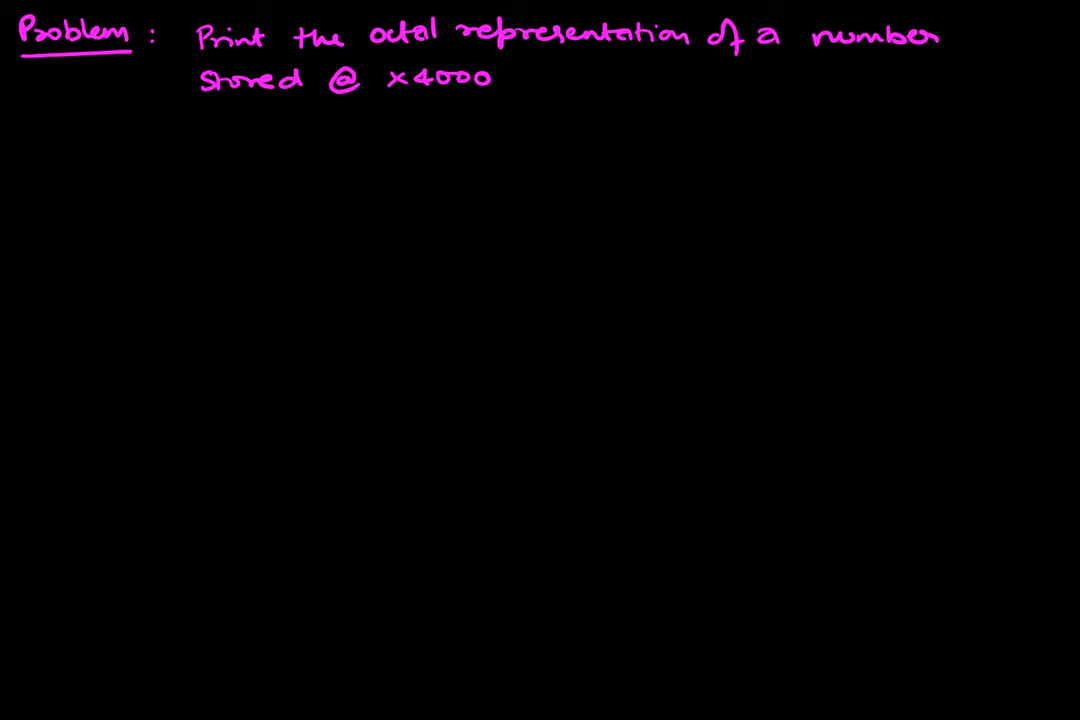 Problem : Print the octal representation of a number
stored @ x4000